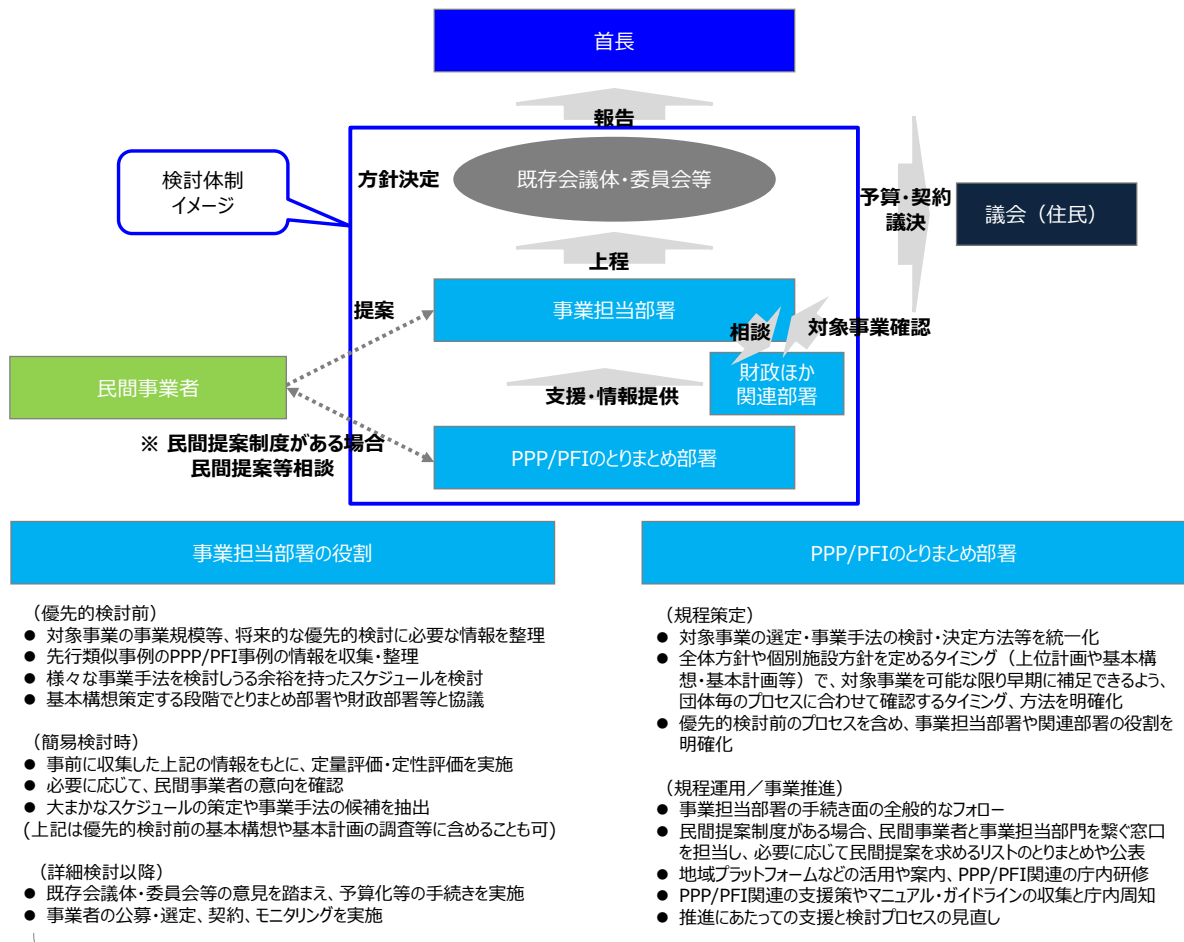 首長
報告
検討体制
イメージ
方針決定
既存会議体・委員会等
予算・契約
議決
議会（住民）
上程
提案
事業担当部署
相談
対象事業確認
民間事業者
財政ほか
関連部署
支援・情報提供
※ 民間提案制度がある場合
民間提案等相談
PPP/PFIのとりまとめ部署
事業担当部署の役割
（優先的検討前）
● 対象事業の事業規模等、将来的な優先的検討に必要な情報を整理
● 先行類似事例のPPP/PFI事例の情報を収集・整理
● 様々な事業手法を検討しうる余裕を持ったスケジュールを検討
● 基本構想策定する段階でとりまとめ部署や財政部署等と協議
（簡易検討時）
● 事前に収集した上記の情報をもとに、定量評価・定性評価を実施
● 必要に応じて、民間事業者の意向を確認
● 大まかなスケジュールの策定や事業手法の候補を抽出
(上記は優先的検討前の基本構想や基本計画の調査等に含めることも可)
（詳細検討以降）
● 既存会議体・委員会等の意見を踏まえ、予算化等の手続きを実施
● 事業者の公募・選定、契約、モニタリングを実施
PPP/PFIのとりまとめ部署
（規程策定）
● 対象事業の選定・事業手法の検討・決定方法等を統一化
● 全体方針や個別施設方針を定めるタイミング（上位計画や基本構
想・基本計画等）で、対象事業を可能な限り早期に補足できるよう、
団体毎のプロセスに合わせて確認するタイミング、方法を明確化
● 優先的検討前のプロセスを含め、事業担当部署や関連部署の役割を
明確化
（規程運用／事業推進）
● 事業担当部署の手続き面の全般的なフォロー
● 民間提案制度がある場合、民間事業者と事業担当部門を繋ぐ窓口
を担当し、必要に応じて民間提案を求めるリストのとりまとめや公表
● 地域プラットフォームなどの活用や案内、PPP/PFI関連の庁内研修
● PPP/PFI関連の支援策やマニュアル・ガイドラインの収集と庁内周知
● 推進にあたっての支援と検討プロセスの見直し